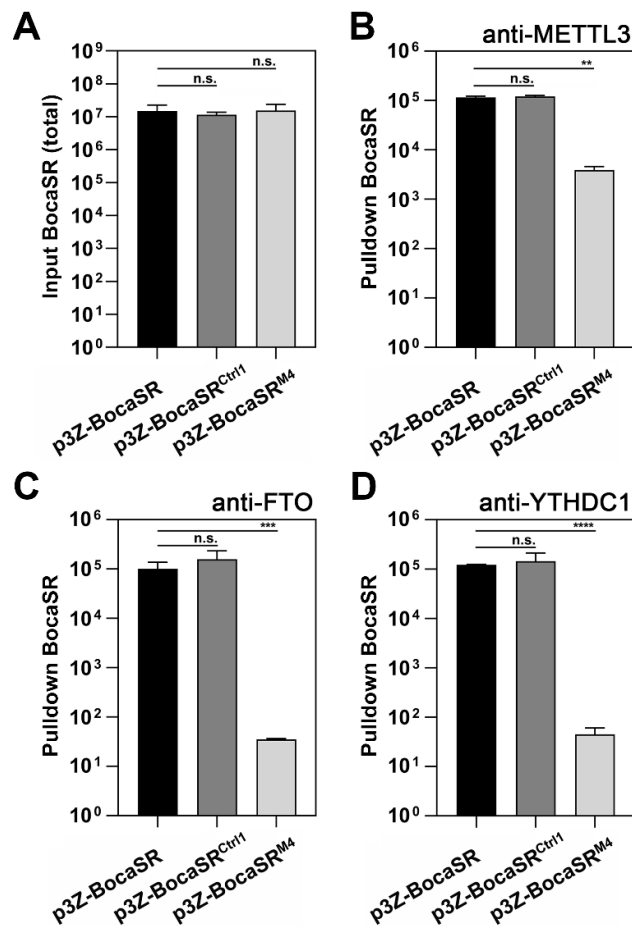 A
Input BocaSR (total)
10⁹
10⁸
10⁷
10⁶
10⁵
10⁴
10³
10²
10¹
10⁰
n.s.
n.s.
p3Z-BocaSR
p3Z-BocaSR^Ctrl1
p3Z-BocaSR^M4
B
anti-METTL3
Pulldown BocaSR
10⁶
10⁵
10⁴
10³
10²
10¹
10⁰
**
n.s.
p3Z-BocaSR
p3Z-BocaSR^Ctrl1
p3Z-BocaSR^M4
C
anti-FTO
Pulldown BocaSR
10⁶
10⁵
10⁴
10³
10²
10¹
10⁰
***
n.s.
p3Z-BocaSR
p3Z-BocaSR^Ctrl1
p3Z-BocaSR^M4
D
anti-YTHDC1
Pulldown BocaSR
10⁶
10⁵
10⁴
10³
10²
10¹
10⁰
****
n.s.
p3Z-BocaSR
p3Z-BocaSR^Ctrl1
p3Z-BocaSR^M4